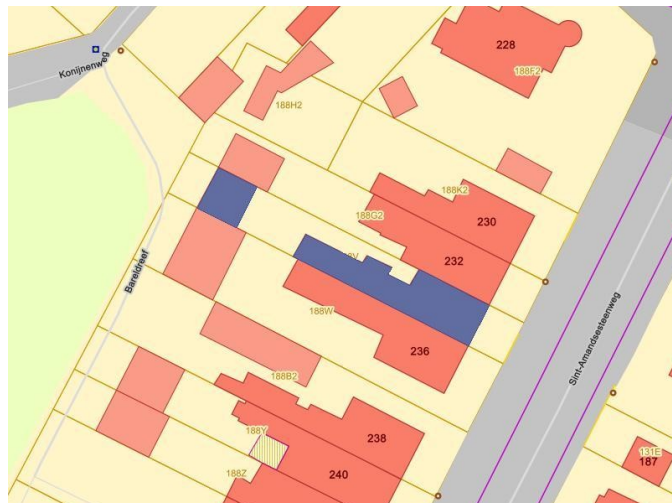 228
188F2
Konijnenweg
188H2
188K2
230
188G2
232
Bareldreef
188W
236
Sint-Amandsesteenweg
188B2
188Y
238
131E
187
188Z
240